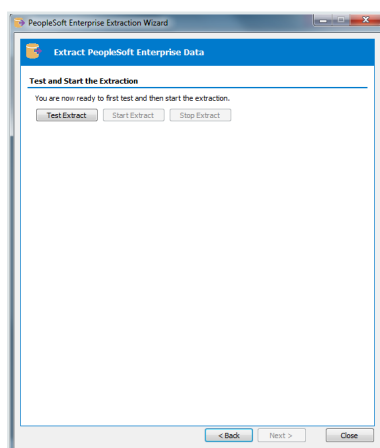 PeopleSoft Enterprise Extraction Wizard
Extract PeopleSoft Enterprise Data
Test and Start the Extraction
You are now ready to first test and then start the extraction.
Test Extract Start Extract Stop Extract
< Back Next > Close